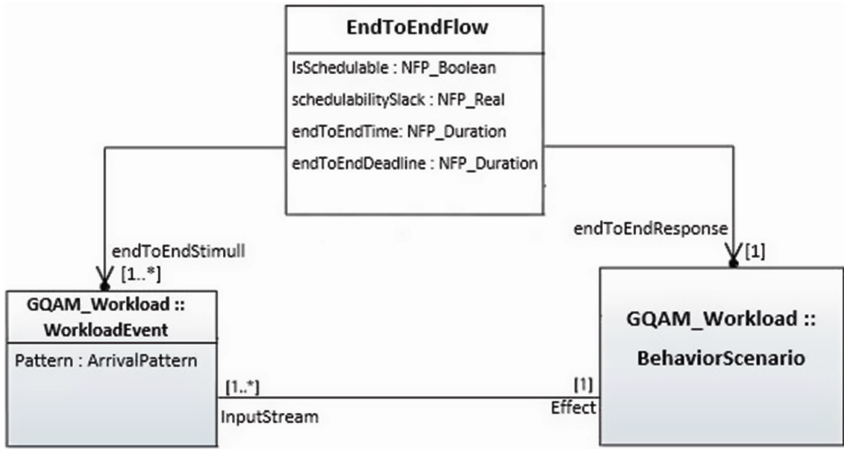 EndToEndFlow
IsSchedulable : NFP_Boolean
schedulabilitySlack : NFP_Real
endToEndTime: NFP_Duration
endToEndDeadline : NFP_Duration
endToEndStimull
[1..*]
endToEndResponse
[1]
GQAM_Workload ::
WorkloadEvent
Pattern : ArrivalPattern
GQAM_Workload ::
BehaviorScenario
[1..*]
InputStream
[1]
Effect